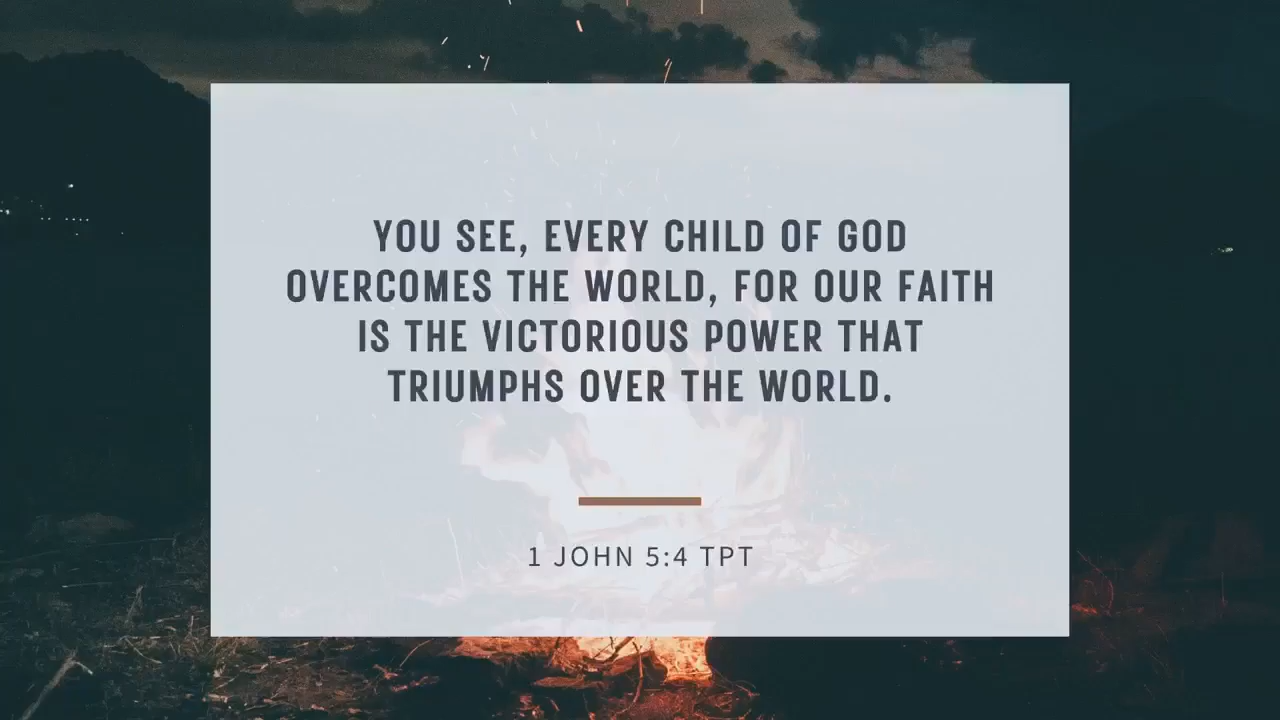 YOU SEE, EVERY CHILD OF GOD
OVERCOMES THE WORLD, FOR OUR FAITH
IS THE VICTORIOUS POWER THAT
TRIUMPHS OVER THE WORLD.
1 JOHN 5:4 TPT